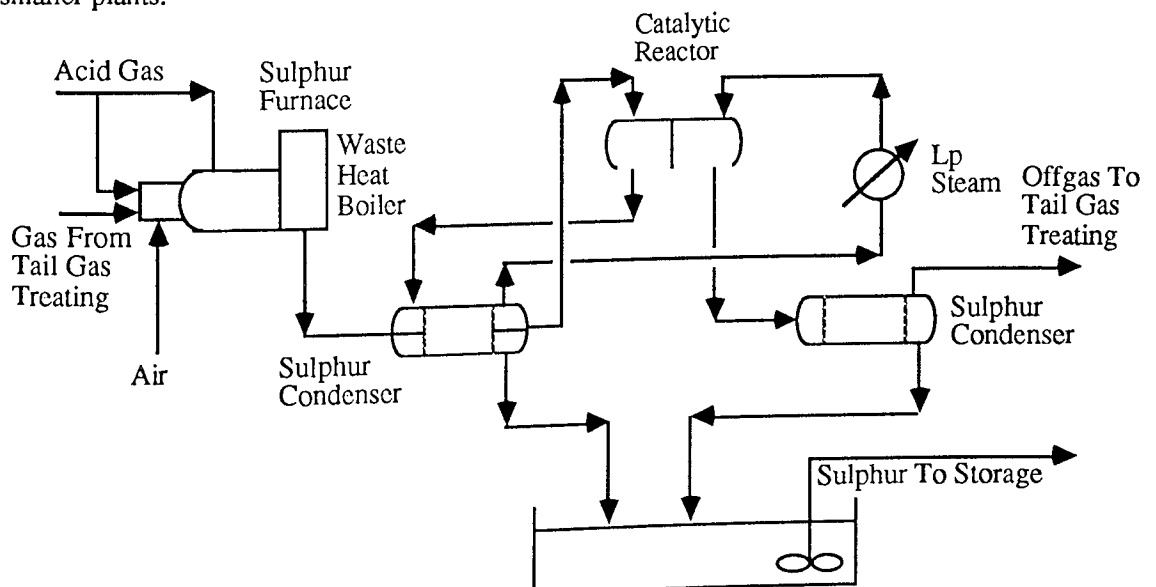 smaller plants.
Catalytic
Reactor
Acid Gas
Sulphur
Furnace
Waste
Heat
Boiler
Lp
Steam
Offgas To
Tail Gas
Treating
Gas From
Tail Gas
Treating
Air
Sulphur
Condenser
Sulphur
Condenser
Sulphur To Storage